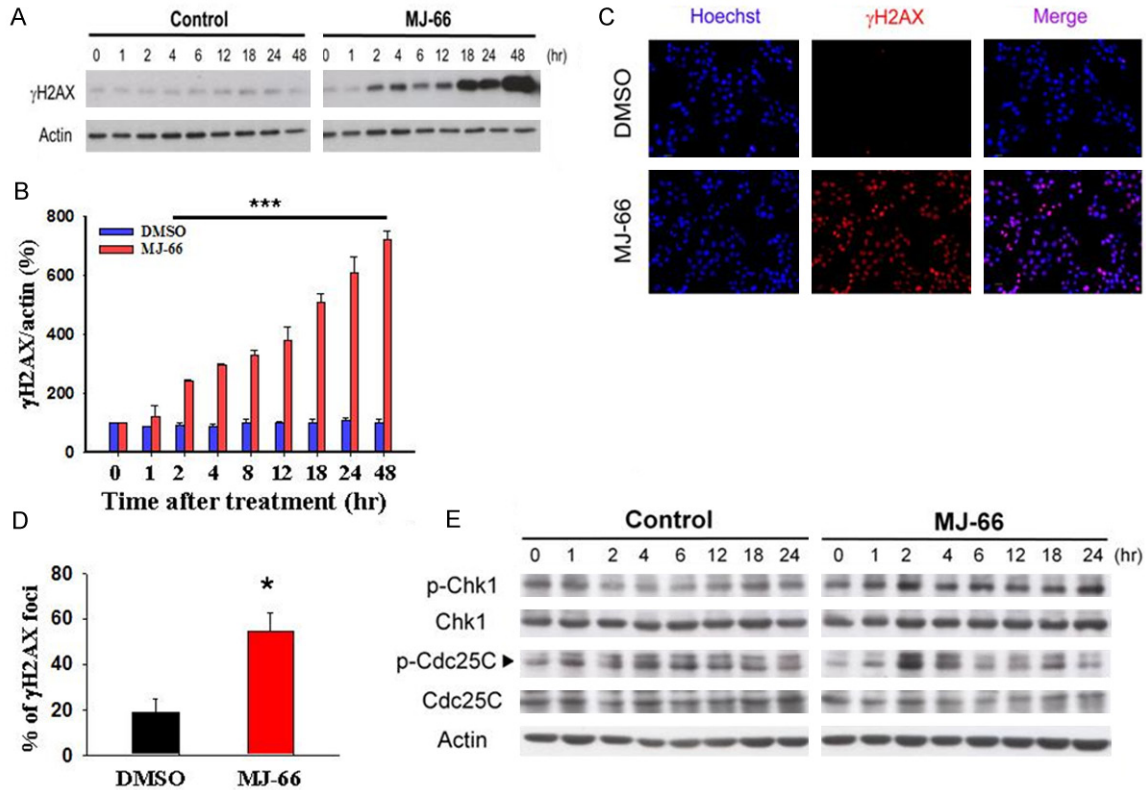 A
Control MJ-66
0 1 2 4 6 12 18 24 48 0 1 2 4 6 12 18 24 48 (hr)
γH2AX
Actin
B
***
800
DMSO
MJ-66
600
400
200
0
γH2AX/actin (%)
0 1 2 4 8 12 18 24 48
Time after treatment (hr)
C
Hoechst γH2AX Merge
DMSO
MJ-66
D
80
*
60
40
20
0
% of γH2AX foci
DMSO MJ-66
E
Control MJ-66
0 1 2 4 6 12 18 24 0 1 2 4 6 12 18 24 (hr)
p-Chk1
Chk1
p-Cdc25C
Cdc25C
Actin